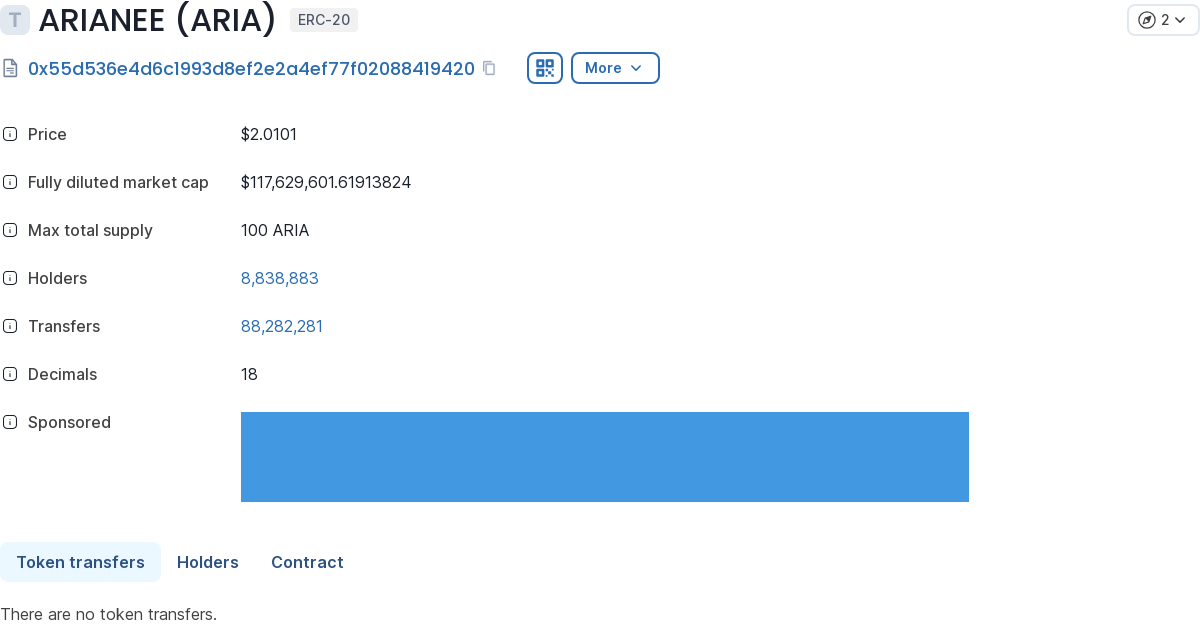 T ARIANEE (ARIA) ERC-20 2
0x55d536e4d6c1993d8ef2e2a4ef77f02088419420 More
Price $2.0101
Fully diluted market cap $117,629,601.61913824
Max total supply 100 ARIA
Holders 8,838,883
Transfers 88,282,281
Decimals 18
Sponsored
Token transfers Holders Contract
There are no token transfers.